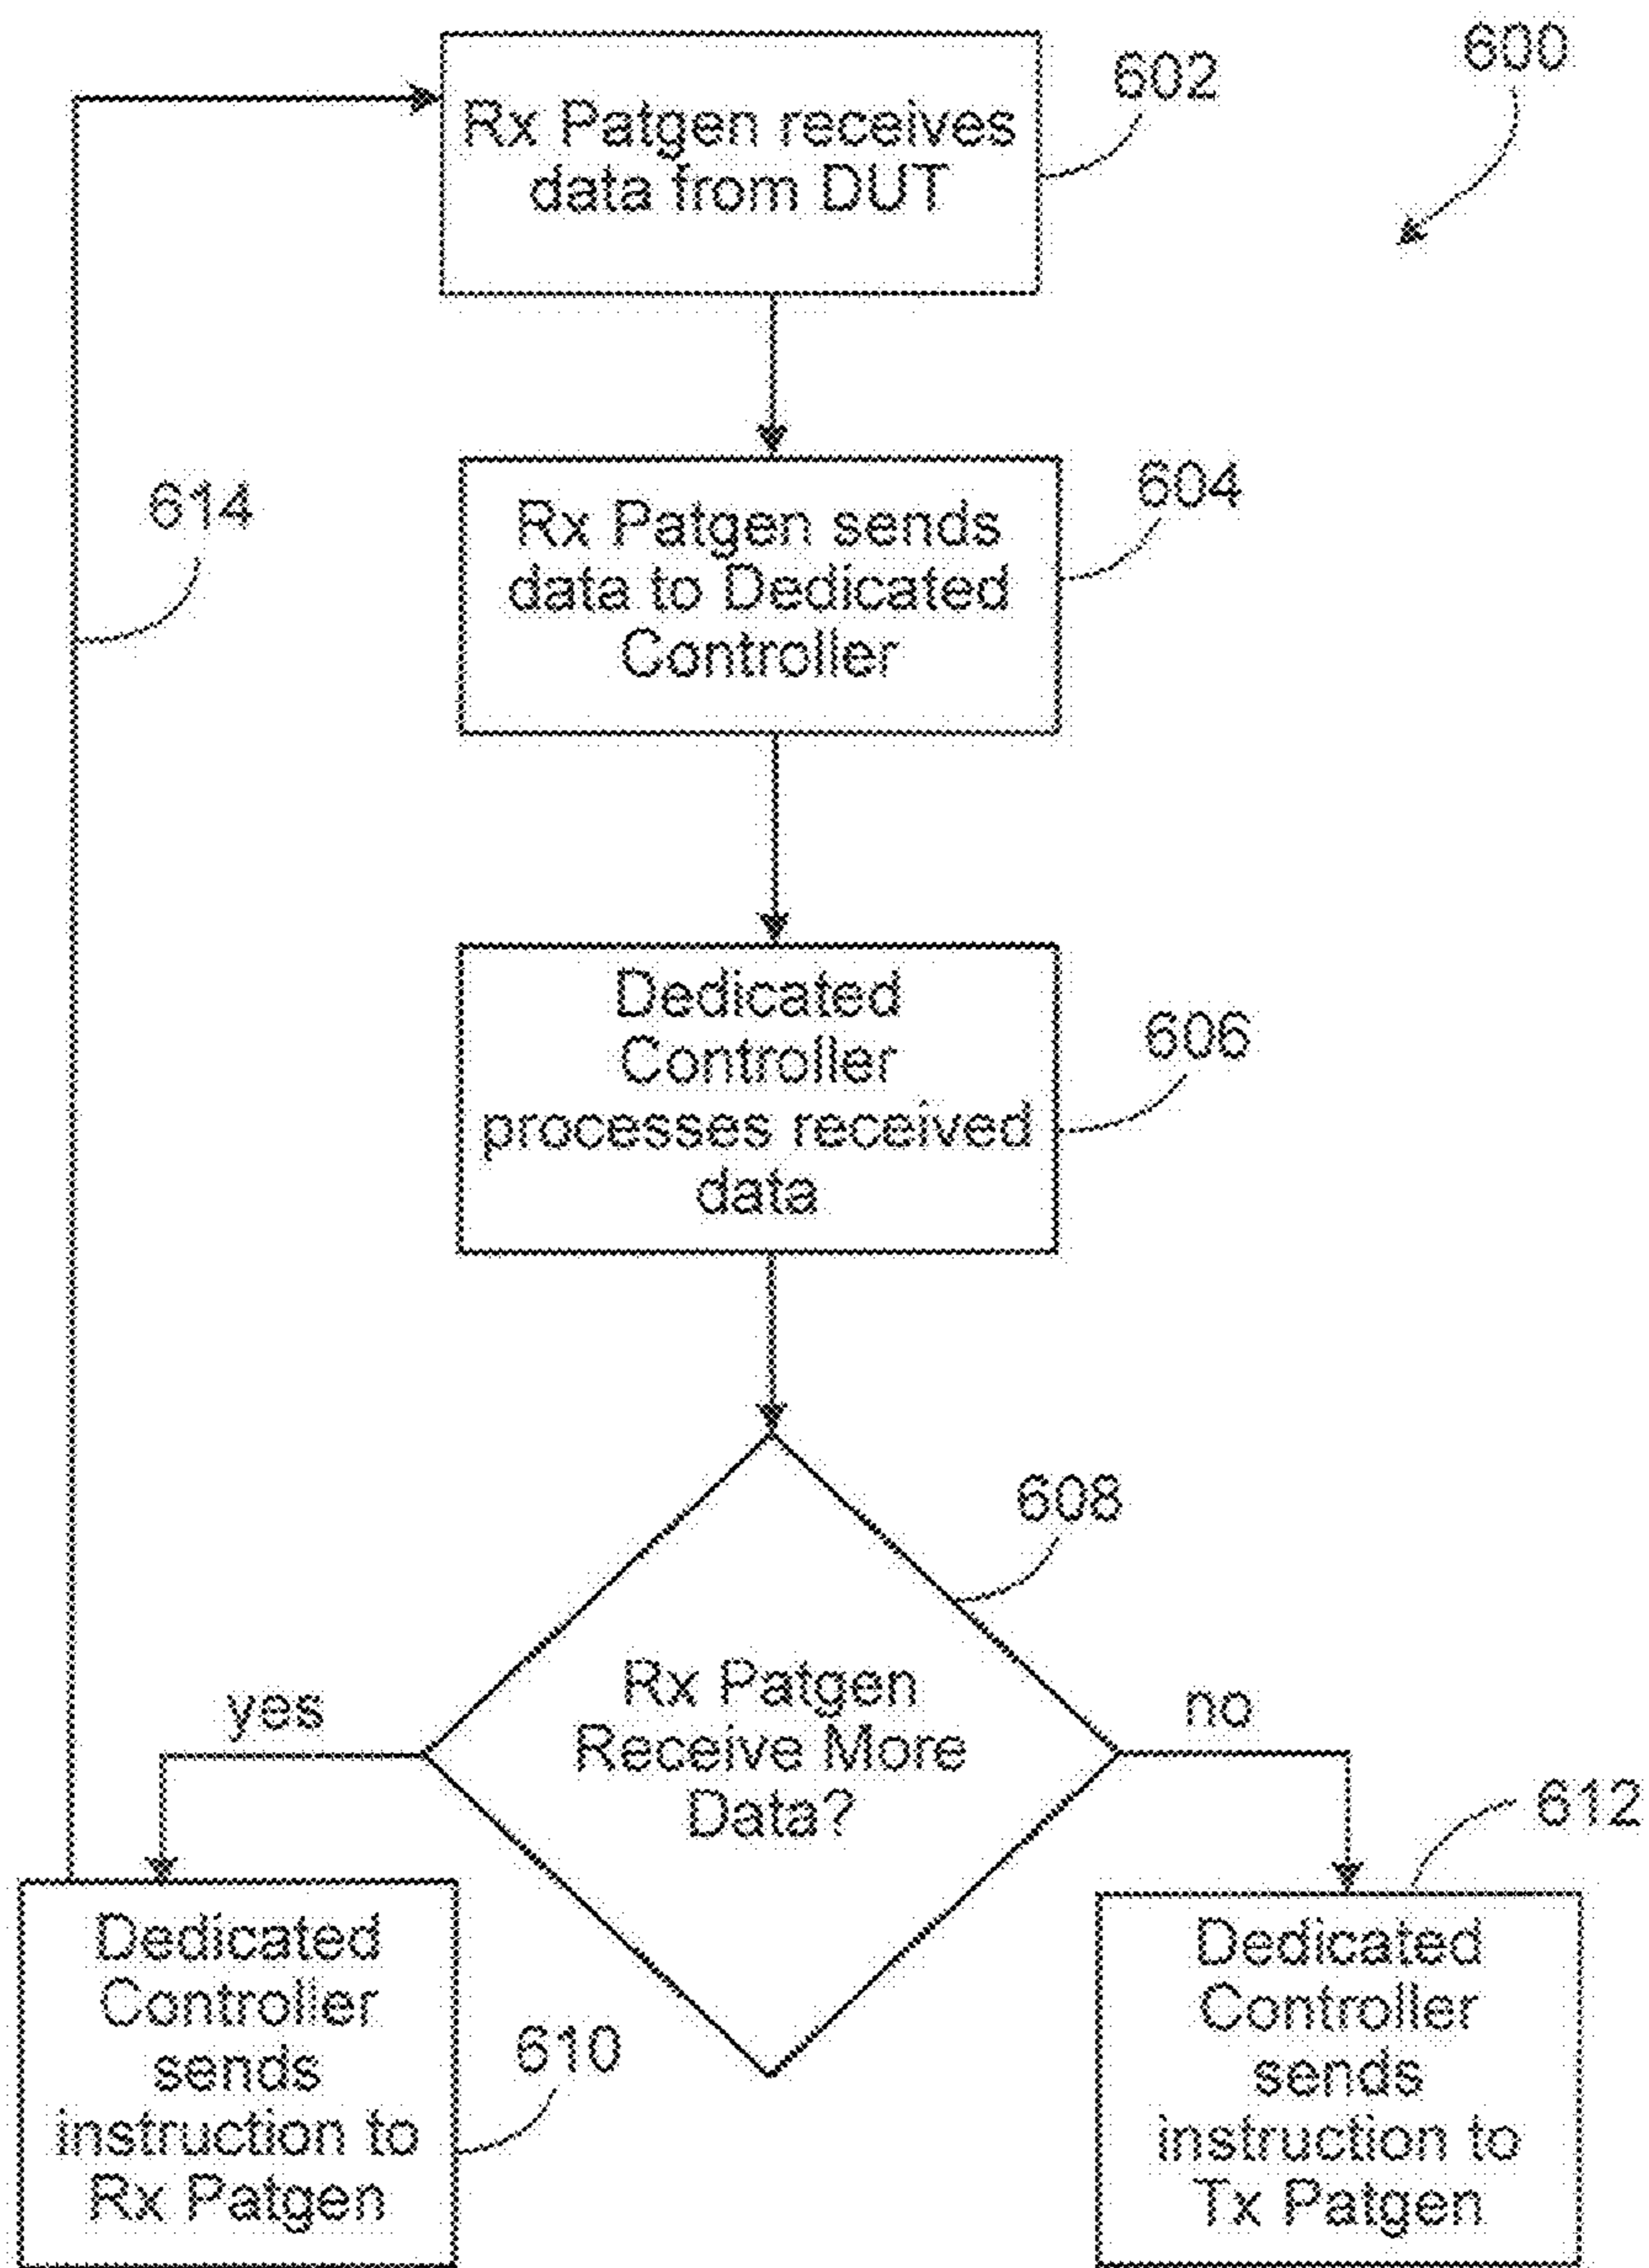 600
602
Rx Patgen receives
data from DUT
604
Rx Patgen sends
data to Dedicated
Controller
614
606
Dedicated
Controller
processes received
data
608
Rx Patgen
Receive More
Data?
yes
no
610
Dedicated
Controller
sends
instruction to
Rx Patgen
612
Dedicated
Controller
sends
instruction to
Tx Patgen